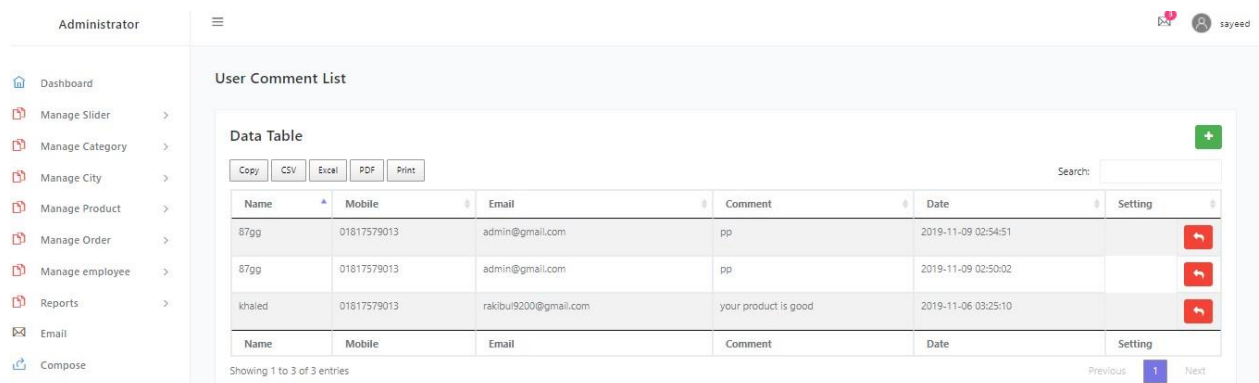 Administrator
sayeed
Dashboard
Manage Slider
Manage Category
Manage City
Manage Product
Manage Order
Manage employee
Reports
Email
Compose
User Comment List
Data Table
Copy CSV Excel PDF Print
Search:
Name Mobile Email Comment Date Setting
87gg 01817579013 admin@gmail.com pp 2019-11-09 02:54:51
87gg 01817579013 admin@gmail.com pp 2019-11-09 02:50:02
khaled 01817579013 rakibul9200@gmail.com your product is good 2019-11-06 03:25:10
Name Mobile Email Comment Date Setting
Showing 1 to 3 of 3 entries
Previous 1 Next